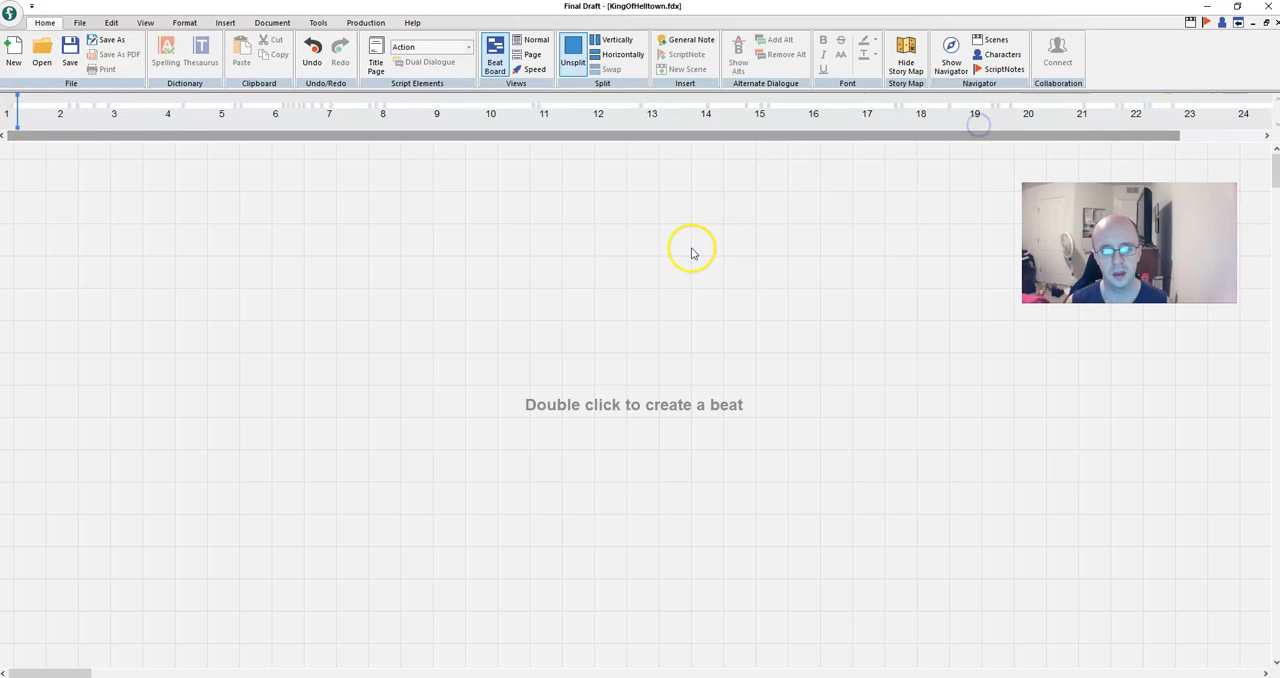 Final Draft - [KingOfHelltown.fdx]
Home File Edit View Format Insert Document Tools Production Help
New Open Save Save As Save As PDF Print
File
Spelling Thesaurus
Dictionary
Paste Cut Copy
Clipboard
Undo Redo
Undo/Redo
Title Page Action Dual Dialogue
Script Elements
Beat Board Normal Page Speed
Views
Unsplit Vertically Horizontally Swap
Split
General Note ScriptNote New Scene
Insert
Show Alts Add Alt Remove Alt
Alternate Dialogue
B S U AA T
Font
Hide Story Map
Story Map
Show Navigator Scenes Characters ScriptNotes
Navigator
Connect
Collaboration
1 2 3 4 5 6 7 8 9 10 11 12 13 14 15 16 17 18 19 20 21 22 23 24
Double click to create a beat